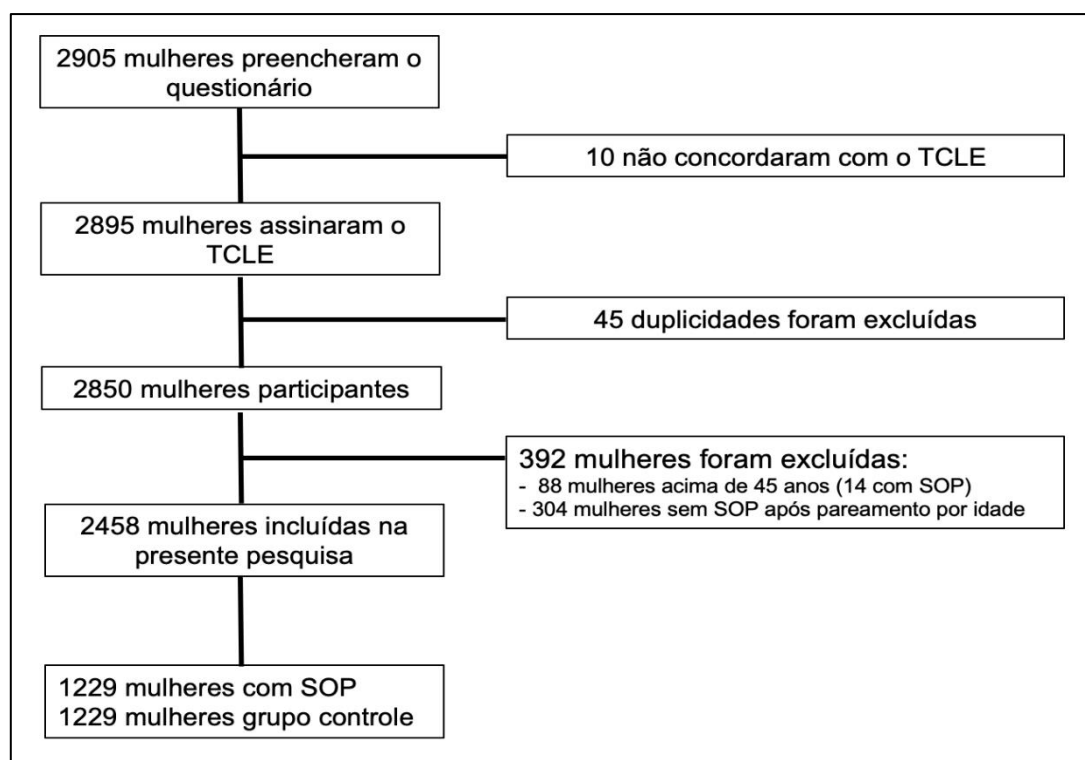 2905 mulheres preencheram o
questionário
10 não concordaram com o TCLE
2895 mulheres assinaram o
TCLE
45 duplicidades foram excluídas
2850 mulheres participantes
392 mulheres foram excluídas:
- 88 mulheres acima de 45 anos (14 com SOP)
- 304 mulheres sem SOP após pareamento por idade
2458 mulheres incluídas na
presente pesquisa
1229 mulheres com SOP
1229 mulheres grupo controle